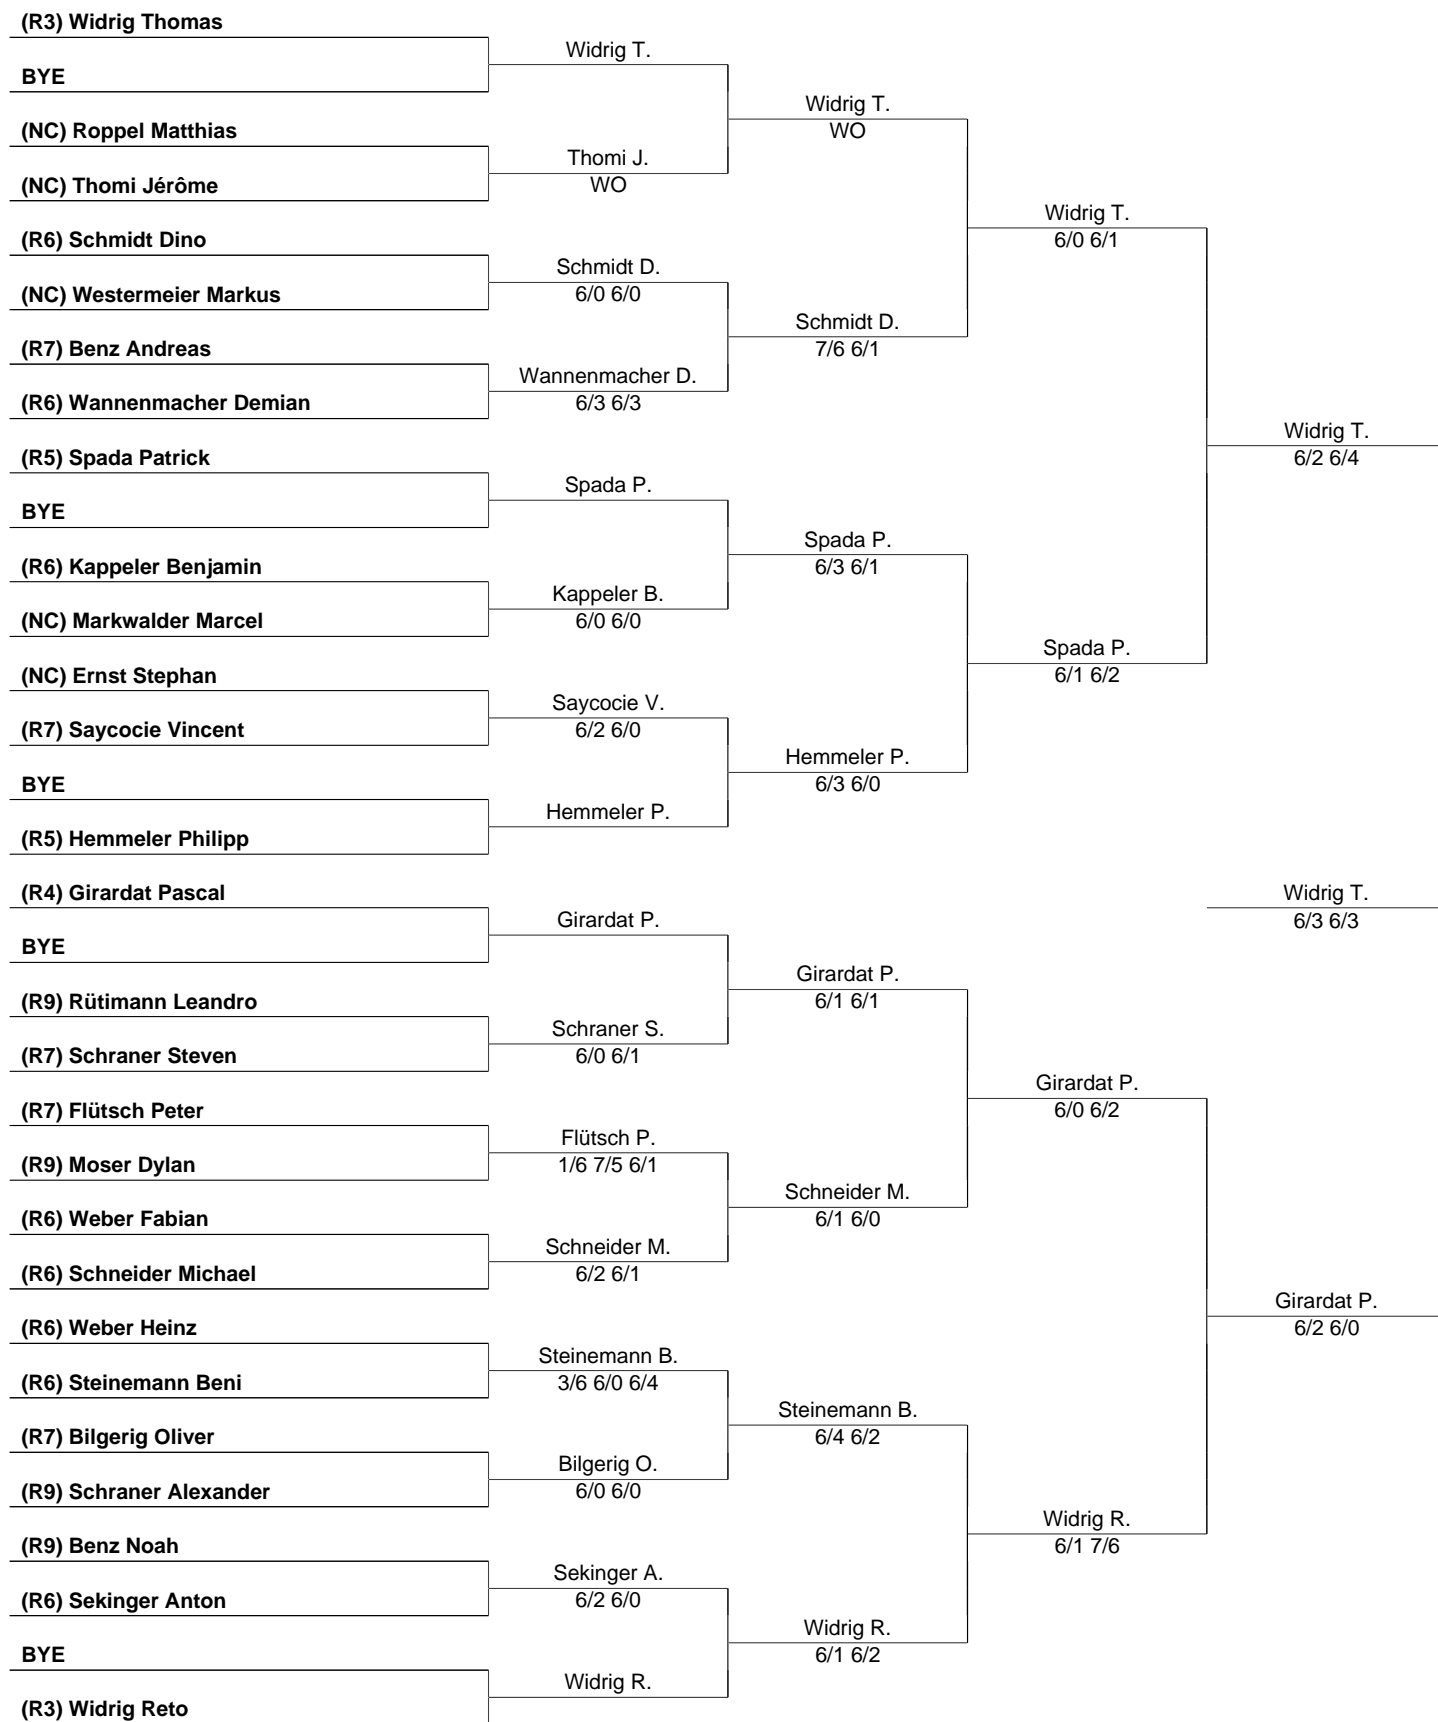 (R3) Widrig Thomas
Widrig T.
BYE
Widrig T.
WO
(NC) Roppel Matthias
Thomi J.
WO
(NC) Thomi Jérôme
Widrig T.
6/0 6/1
(R6) Schmidt Dino
Schmidt D.
6/0 6/0
(NC) Westermeier Markus
Schmidt D.
7/6 6/1
(R7) Benz Andreas
Wannenmacher D.
6/3 6/3
(R6) Wannenmacher Demian
Widrig T.
6/2 6/4
(R5) Spada Patrick
Spada P.
BYE
Spada P.
6/3 6/1
(R6) Kappeler Benjamin
Kappeler B.
6/0 6/0
(NC) Markwalder Marcel
Spada P.
6/1 6/2
(NC) Ernst Stephan
Saycocie V.
6/2 6/0
(R7) Saycocie Vincent
Hemmeler P.
6/3 6/0
BYE
Hemmeler P.
(R5) Hemmeler Philipp
(R4) Girardat Pascal
Widrig T.
6/3 6/3
Girardat P.
BYE
Girardat P.
6/1 6/1
(R9) Rütimann Leandro
Schraner S.
6/0 6/1
(R7) Schraner Steven
Girardat P.
6/0 6/2
(R7) Flütsch Peter
Flütsch P.
1/6 7/5 6/1
(R9) Moser Dylan
Schneider M.
6/1 6/0
(R6) Weber Fabian
Schneider M.
6/2 6/1
(R6) Schneider Michael
Girardat P.
6/2 6/0
(R6) Weber Heinz
Steinemann B.
3/6 6/0 6/4
(R6) Steinemann Beni
Steinemann B.
6/4 6/2
(R7) Bilgerig Oliver
Bilgerig O.
6/0 6/0
(R9) Schraner Alexander
Widrig R.
6/1 7/6
(R9) Benz Noah
Sekinger A.
6/2 6/0
(R6) Sekinger Anton
Widrig R.
6/1 6/2
BYE
Widrig R.
(R3) Widrig Reto